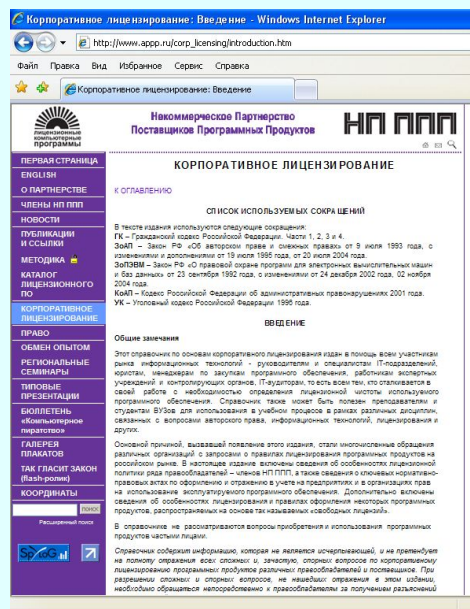 Корпоративное лицензирование: Введение - Windows Internet Explorer
http://www.appp.ru/corp_licensing/introduction.htm
Файл Правка Вид Избранное Сервис Справка
Корпоративное лицензирование: Введение
лицензионные
компьютерные
программы
Некоммерческое Партнерство
Поставщиков Программных Продуктов
НП ППП
ПЕРВАЯ СТРАНИЦА
ENGLISH
О ПАРТНЕРСТВЕ
ЧЛЕНЫ НП ППП
НОВОСТИ
ПУБЛИКАЦИИ
И ССЫЛКИ
МЕТОДИКА
КАТАЛОГ
ЛИЦЕНЗИОННОГО
ПО
КОРПОРАТИВНОЕ
ЛИЦЕНЗИРОВАНИЕ
ПРАВО
ОБМЕН ОПЫТОМ
РЕГИОНАЛЬНЫЕ
СЕМИНАРЫ
ТИПОВЫЕ
ПРЕЗЕНТАЦИИ
БЮЛЛЕТЕНЬ
«Компьютерное
пиратство»
ГАЛЕРЕЯ
ПЛАКАТОВ
ТАК ГЛАСИТ ЗАКОН
(flash-ролик)
КООРДИНАТЫ
ПОИСК
Расширенный поиск
КОРПОРАТИВНОЕ ЛИЦЕНЗИРОВАНИЕ
К ОГЛАВЛЕНИЮ
СПИСОК ИСПОЛЬЗУЕМЫХ СОКРАЩЕНИЙ
В тексте издания используются следующие сокращения:
ГК – Гражданский кодекс Российской Федерации. Части 1, 2, 3 и 4.
ЗоАП – Закон РФ «Об авторском праве и смежных правах» от 9 июля 1993 года, с
изменениями и дополнениями от 19 июля 1995 года, от 20 июля 2004 года.
ЗоПЭВМ – Закон РФ «О правовой охране программ для электронных вычислительных машин
и баз данных» от 23 сентября 1992 года, с изменениями от 24 декабря 2002 года, 02 ноября
2004 года.
КоАП – Кодекс Российской Федерации об административных правонарушениях 2001 года.
УК – Уголовный кодекс Российской Федерации 1996 года.
ВВЕДЕНИЕ
Общие замечания
Этот справочник по основам корпоративного лицензирования издан в помощь всем участникам
рынка информационных технологий - руководителям и специалистам IT-подразделений,
юристам, менеджерам по закупкам программного обеспечения, работникам экспертных
учреждений и контролирующих органов, IT-аудиторам, то есть всем тем, кто сталкивается в
своей работе с необходимостью определения лицензионной чистоты используемого
программного обеспечения. Справочник также может быть полезен преподавателям и
студентам ВУЗов для использования в учебном процессе в рамках различных дисциплин,
связанных с вопросами авторского права, информационных технологий, лицензирования и
других.
Основной причиной, вызвавшей появление этого издания, стали многочисленные обращения
различных организаций с запросами о правилах лицензирования программных продуктов на
российском рынке. В настоящее издание включены сведения об особенностях лицензионной
политики ряда правообладателей – членов НП ППП, а также сведения о ключевых нормативно-
правовых актах по оформлению и отражению в учете на предприятиях и в организациях прав
на использование эксплуатируемого программного обеспечения. Дополнительно включены
сведения об особенностях лицензирования и правилах оформления некоторых программных
продуктов, распространяемых на основе так называемых «свободных лицензий».
В справочнике не рассматриваются вопросы приобретения и использования программных
продуктов частными лицами.
Справочник содержит информацию, которая не является исчерпывающей, и не претендует
на полноту отражения всех сложных и, зачастую, спорных вопросов по корпоративному
лицензированию программных продуктов различных правообладателей и поставщиков. При
разрешении сложных и спорных вопросов, не нашедших отражения в этом издании,
необходимо обращаться непосредственно к правообладателям за получением разъяснений